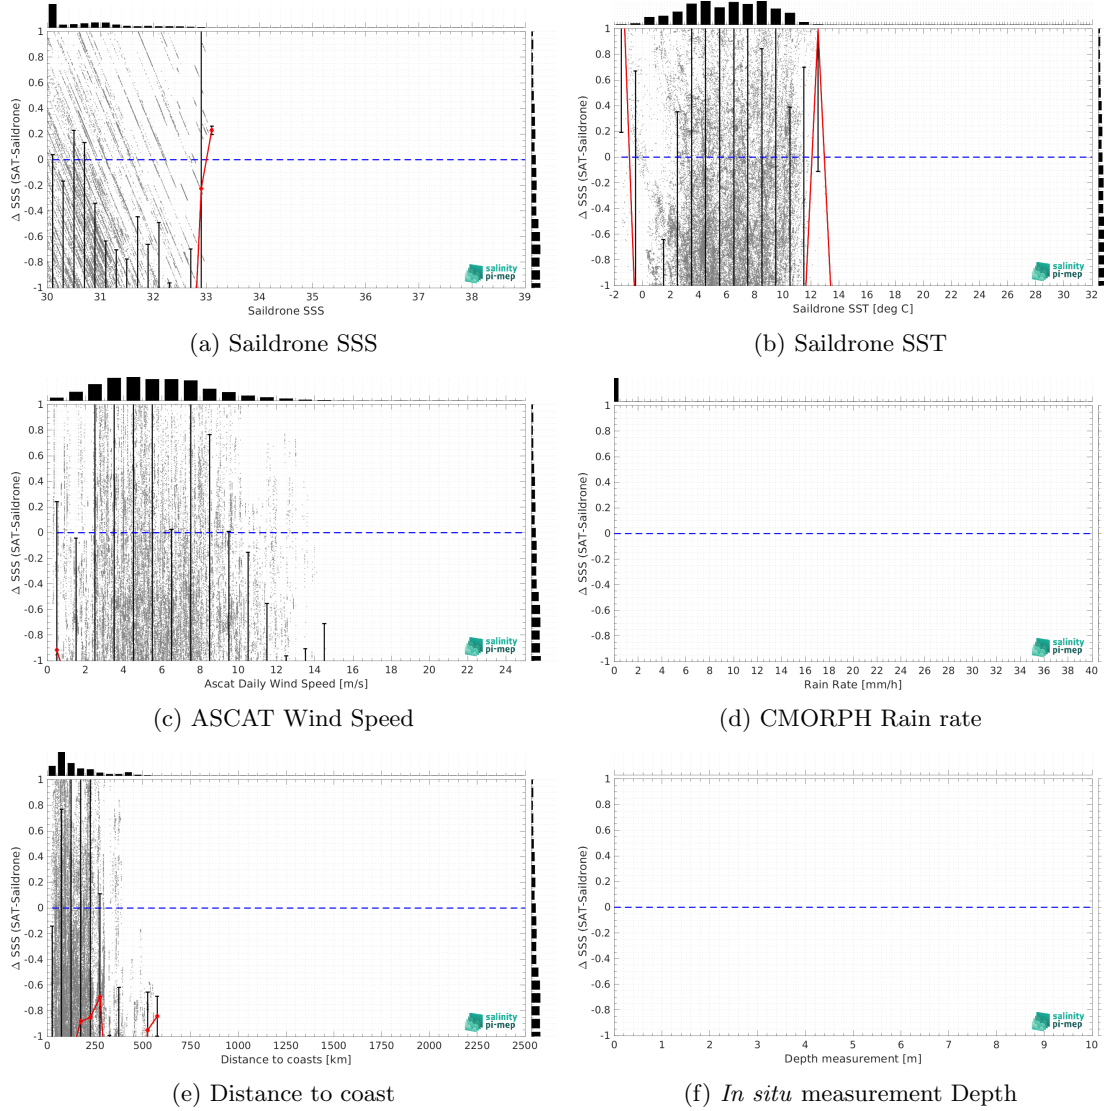 1
0.8
0.6
0.4
0.2
0
-0.2
-0.4
-0.6
-0.8
-1
Δ SSS (SAT-Saildrone)
30 31 32 33 34 35 36 37 38 39
Saildrone SSS
salinity
pi-mep
(a) Saildrone SSS
1
0.8
0.6
0.4
0.2
0
-0.2
-0.4
-0.6
-0.8
-1
Δ SSS (SAT-Saildrone)
-2 0 2 4 6 8 10 12 14 16 18 20 22 24 26 28 30 32
Saildrone SST [deg C]
salinity
pi-mep
(b) Saildrone SST
1
0.8
0.6
0.4
0.2
0
-0.2
-0.4
-0.6
-0.8
-1
Δ SSS (SAT-Saildrone)
0 2 4 6 8 10 12 14 16 18 20 22 24
Ascat Daily Wind Speed [m/s]
salinity
pi-mep
(c) ASCAT Wind Speed
1
0.8
0.6
0.4
0.2
0
-0.2
-0.4
-0.6
-0.8
-1
Δ SSS (SAT-Saildrone)
0 2 4 6 8 10 12 14 16 18 20 22 24 26 28 30 32 34 36 38 40
Rain Rate [mm/h]
salinity
pi-mep
(d) CMORPH Rain rate
1
0.8
0.6
0.4
0.2
0
-0.2
-0.4
-0.6
-0.8
-1
Δ SSS (SAT-Saildrone)
0 250 500 750 1000 1250 1500 1750 2000 2250 2500
Distance to coasts [km]
salinity
pi-mep
(e) Distance to coast
1
0.8
0.6
0.4
0.2
0
-0.2
-0.4
-0.6
-0.8
-1
Δ SSS (SAT-Saildrone)
0 1 2 3 4 5 6 7 8 9 10
Depth measurement [m]
salinity
pi-mep
(f) In situ measurement Depth